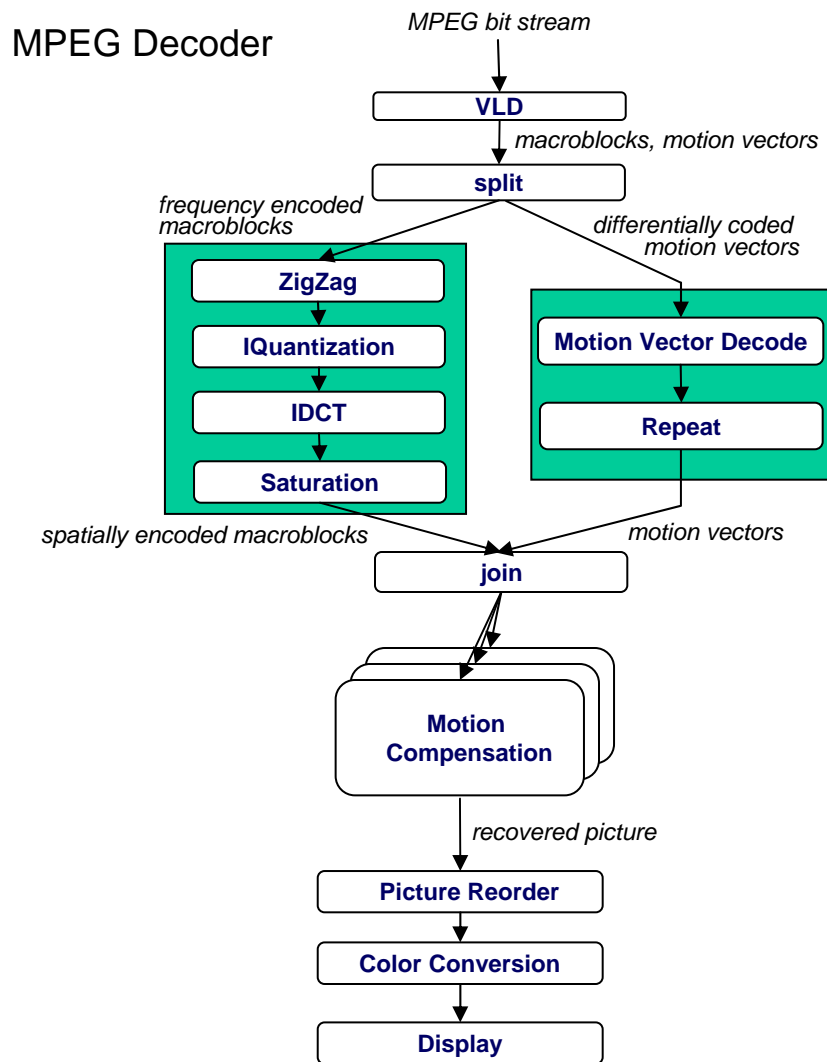 MPEG Decoder
MPEG bit stream
VLD
macroblocks, motion vectors
split
frequency encoded
macroblocks
differentially coded
motion vectors
ZigZag
IQuantization
IDCT
Saturation
Motion Vector Decode
Repeat
spatially encoded macroblocks
motion vectors
join
Motion
Compensation
recovered picture
Picture Reorder
Color Conversion
Display